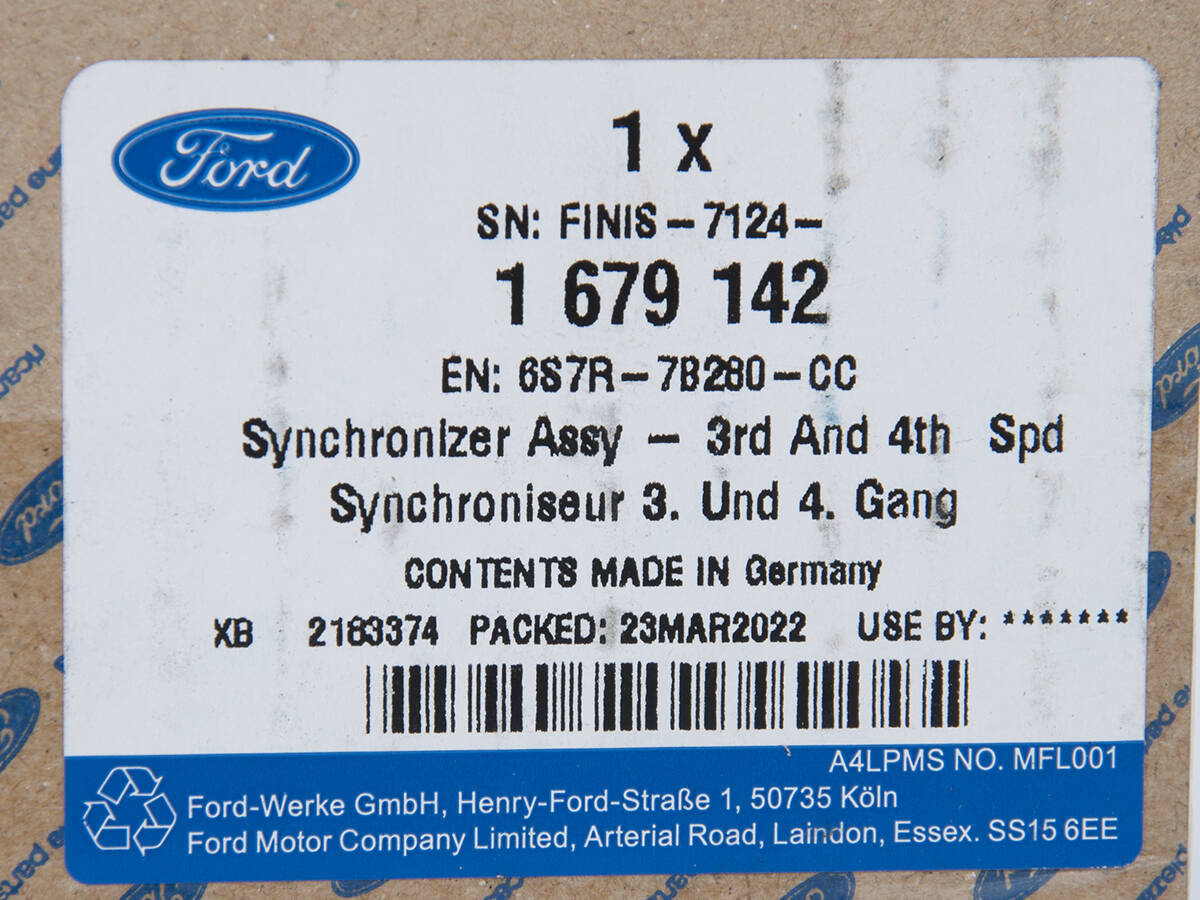 Ford
1 x
SN: FINIS-7124-
1 679 142
EN: 6S7R-7B280-CC
Synchronizer Assy - 3rd And 4th Spd
Synchroniseur 3. Und 4. Gang
CONTENTS MADE IN Germany
XB 2183374 PACKED: 23MAR2022 USE BY: *******
A4LPMS NO. MFL001
Ford-Werke GmbH, Henry-Ford-Straße 1, 50735 Köln
Ford Motor Company Limited, Arterial Road, Laindon, Essex. SS15 6EE